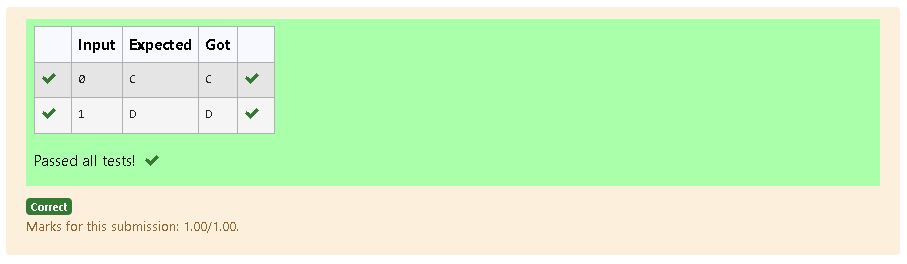 Input Expected Got
0 C C
1 D D
Passed all tests!
Correct
Marks for this submission: 1.00/1.00.